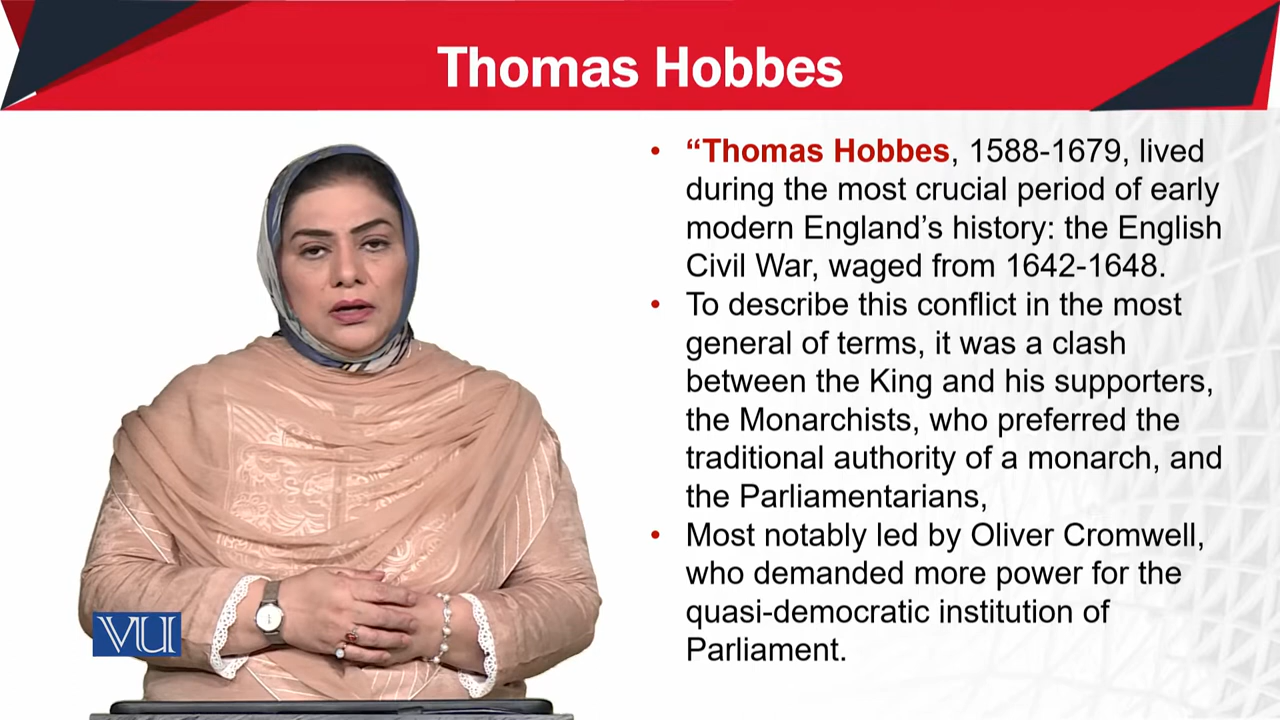 Thomas Hobbes
• “Thomas Hobbes, 1588-1679, lived
during the most crucial period of early
modern England’s history: the English
Civil War, waged from 1642-1648.
• To describe this conflict in the most
general of terms, it was a clash
between the King and his supporters,
the Monarchists, who preferred the
traditional authority of a monarch, and
the Parliamentarians,
• Most notably led by Oliver Cromwell,
who demanded more power for the
quasi-democratic institution of
Parliament.
VU